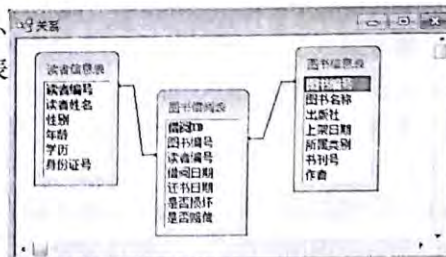 关系
读者信息表
读者编号
读者姓名
性别
年龄
学历
身份证号
图书借阅表
借阅ID
图书编号
读者编号
借阅日期
还书日期
是否损坏
是否赔偿
图书信息表
图书编号
图书名称
出版社
上架日期
所属类别
书刊号
作者